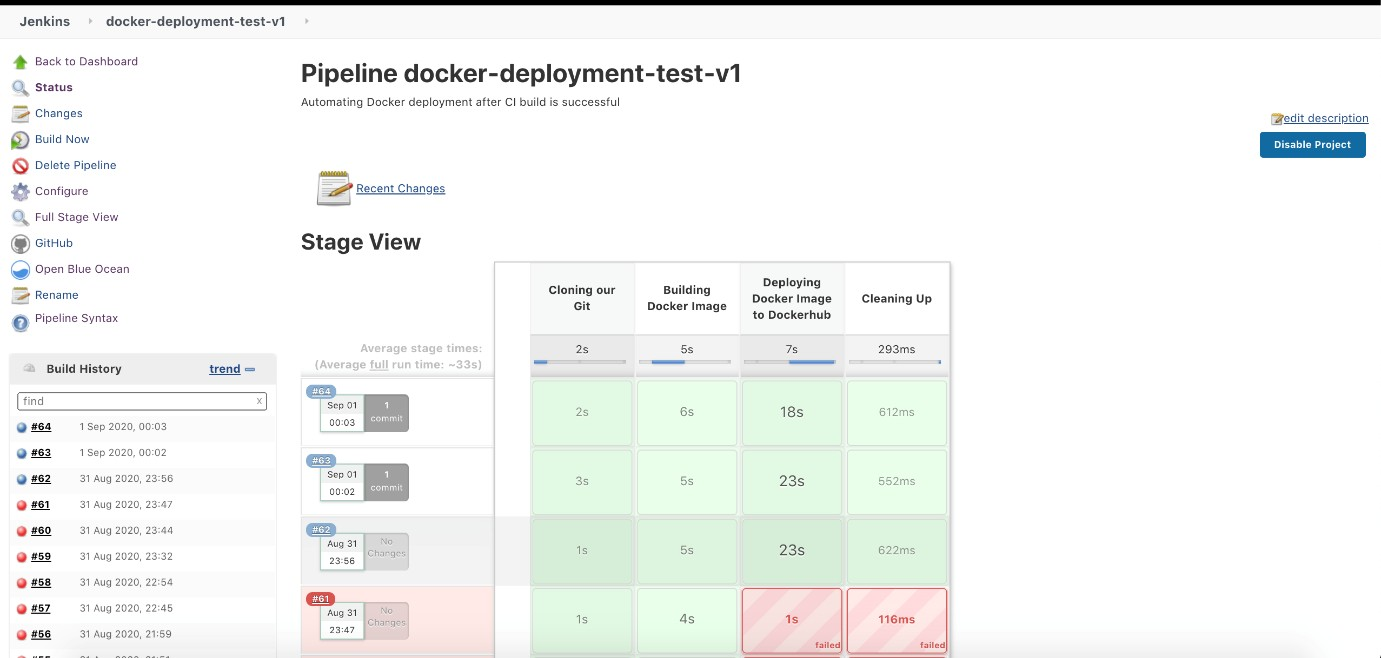 Jenkins
docker-deployment-test-v1
Back to Dashboard
Status
Changes
Build Now
Delete Pipeline
Configure
Full Stage View
GitHub
Open Blue Ocean
Rename
Pipeline Syntax
Build History
trend
find
x
#64 1 Sep 2020, 00:03
#63 1 Sep 2020, 00:02
#62 31 Aug 2020, 23:56
#61 31 Aug 2020, 23:47
#60 31 Aug 2020, 23:44
#59 31 Aug 2020, 23:32
#58 31 Aug 2020, 22:54
#57 31 Aug 2020, 22:45
#56 31 Aug 2020, 21:59
Pipeline docker-deployment-test-v1
Automating Docker deployment after CI build is successful
edit description
Disable Project
Recent Changes
Stage View
Cloning our
Git
Building
Docker Image
Deploying
Docker Image
to Dockerhub
Cleaning Up
Average stage times:
(Average full run time: ~33s)
2s
5s
7s
293ms
#64
Sep 01
00:03
1
commit
2s
6s
18s
612ms
#63
Sep 01
00:02
1
commit
3s
5s
23s
552ms
#62
Aug 31
23:56
No
Changes
1s
5s
23s
622ms
#61
Aug 31
23:47
No
Changes
1s
4s
1s
failed
116ms
failed